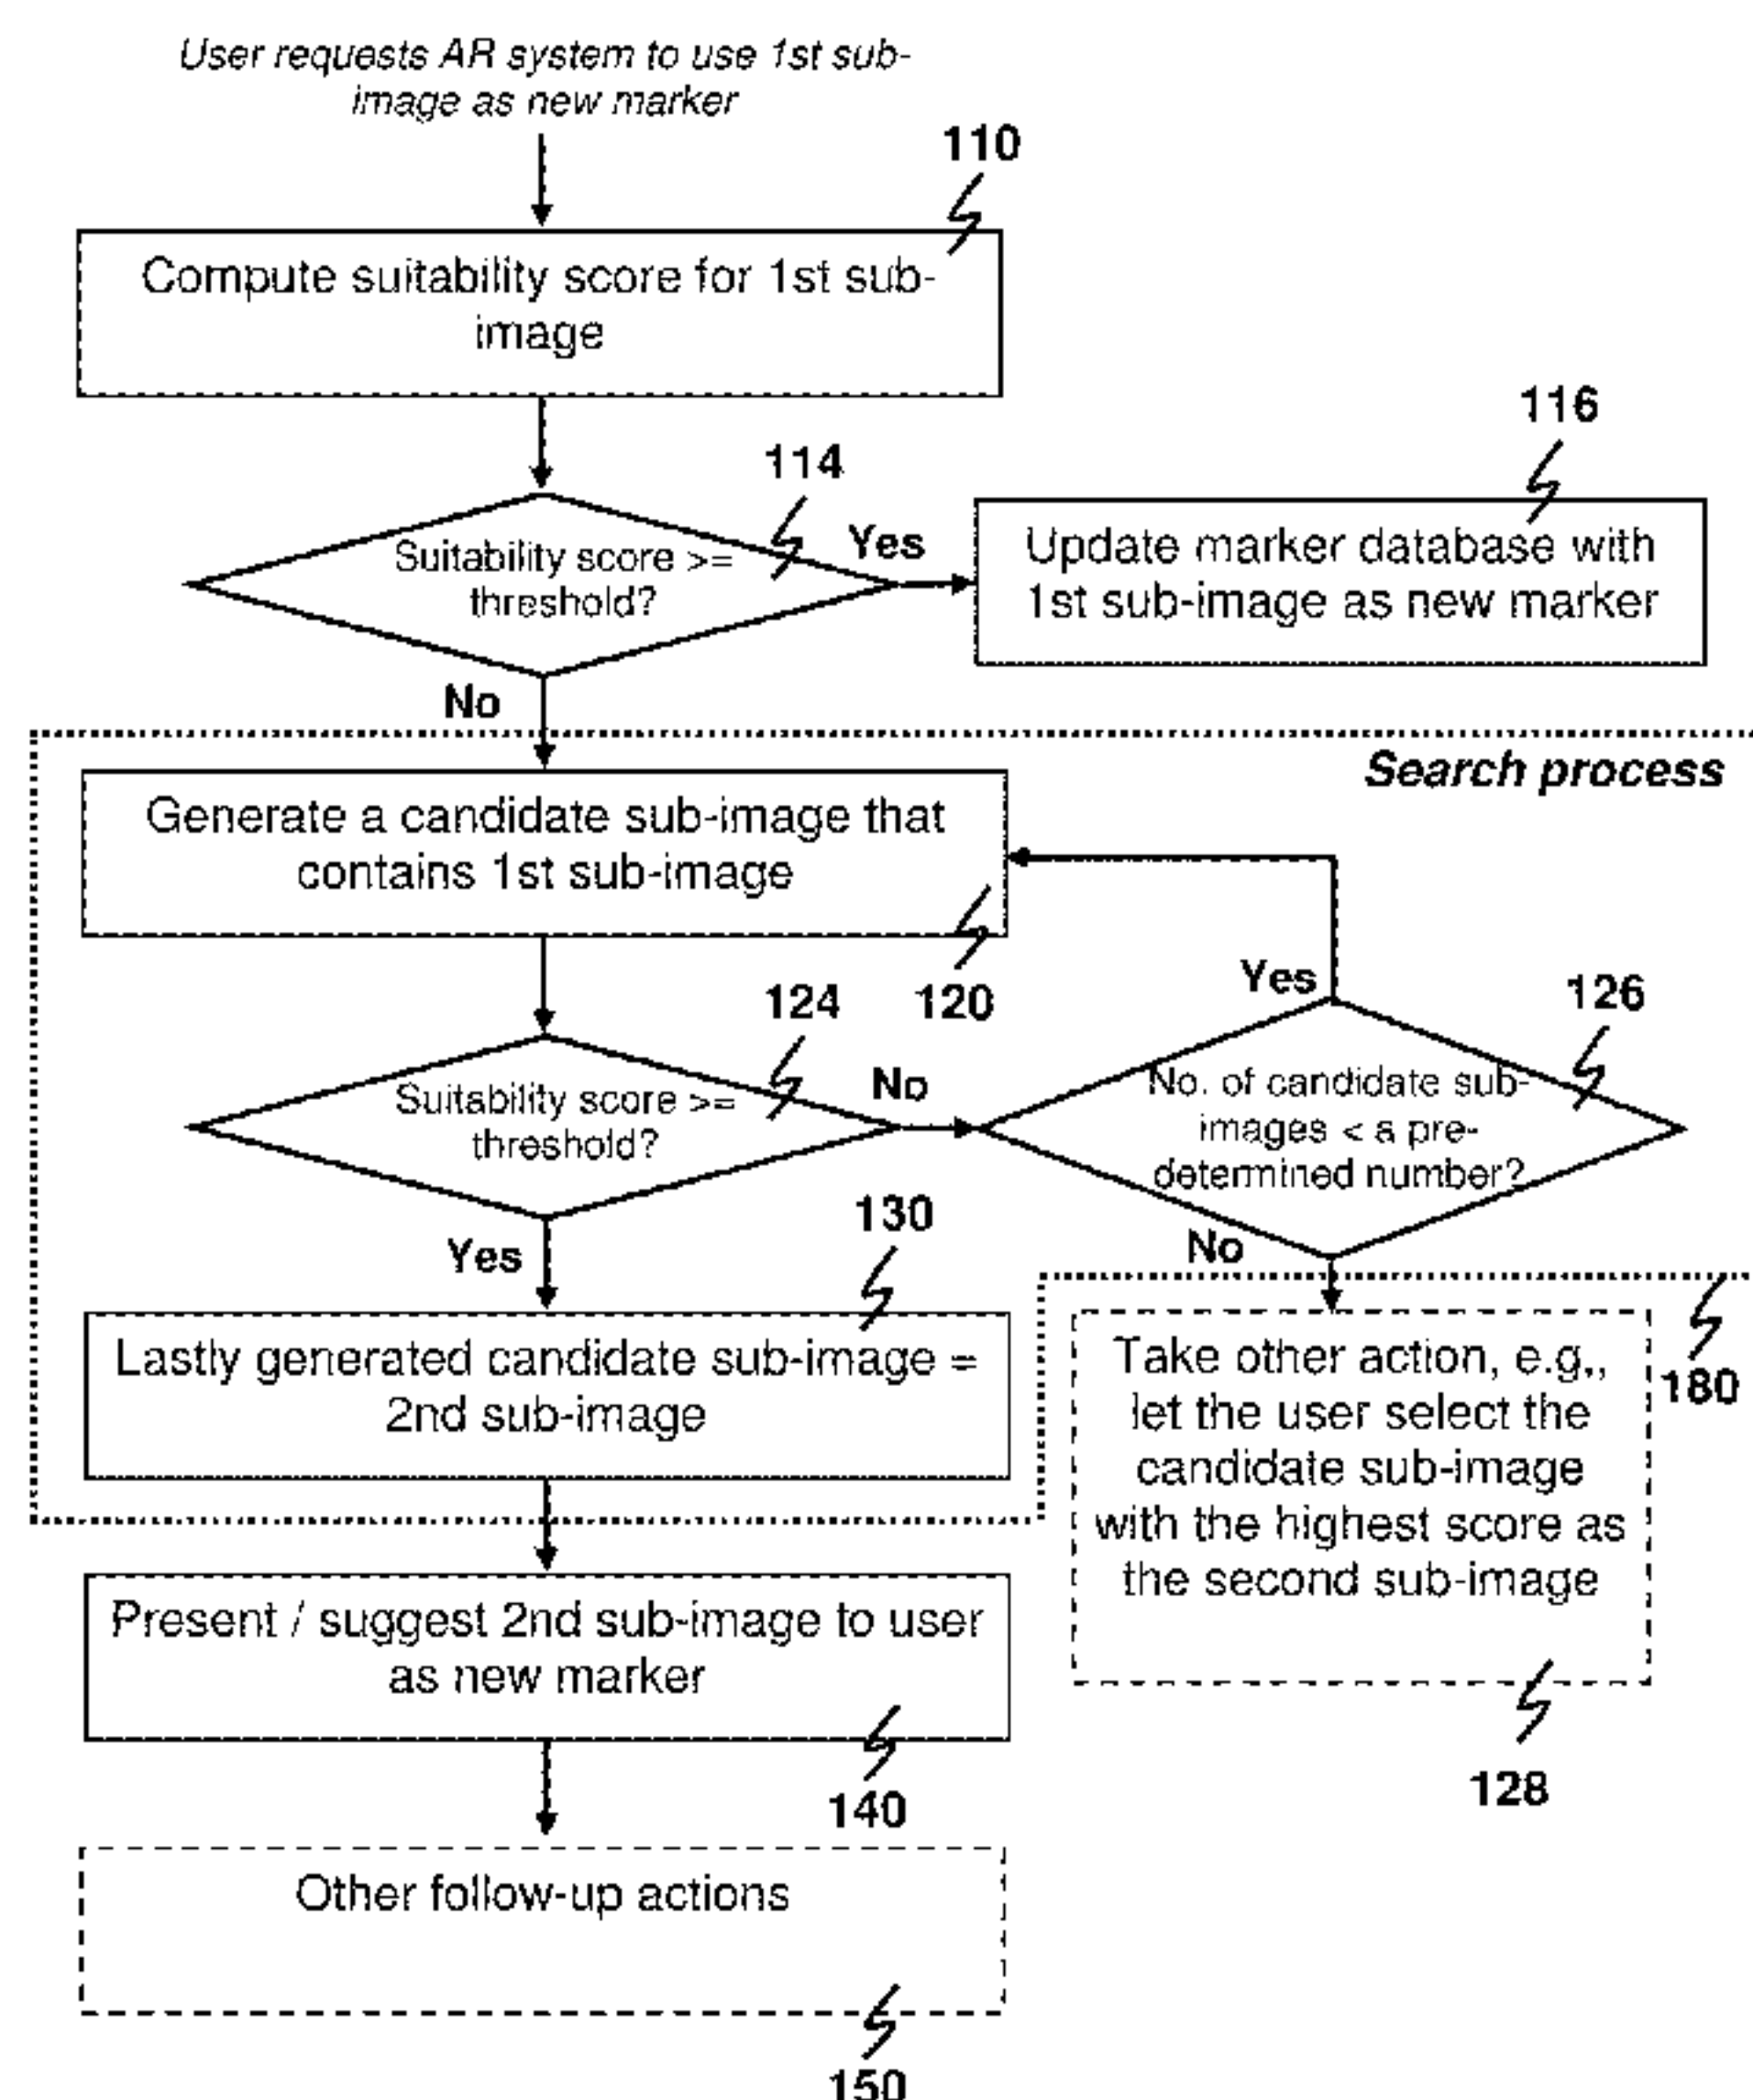 User requests AR system to use 1st sub-
image as new marker
110
Compute suitability score for 1st sub-
image
114
Suitability score >=
threshold?
Yes
116
Update marker database with
1st sub-image as new marker
No
Search process
Generate a candidate sub-image that
contains 1st sub-image
120
124
Suitability score >=
threshold?
No
Yes
126
No. of candidate sub-
images < a pre-
determined number?
Yes
No
130
Lastly generated candidate sub-image =
2nd sub-image
180
Take other action, e.g.,
let the user select the
candidate sub-image
with the highest score as
the second sub-image
128
Present / suggest 2nd sub-image to user
as new marker
140
Other follow-up actions
150